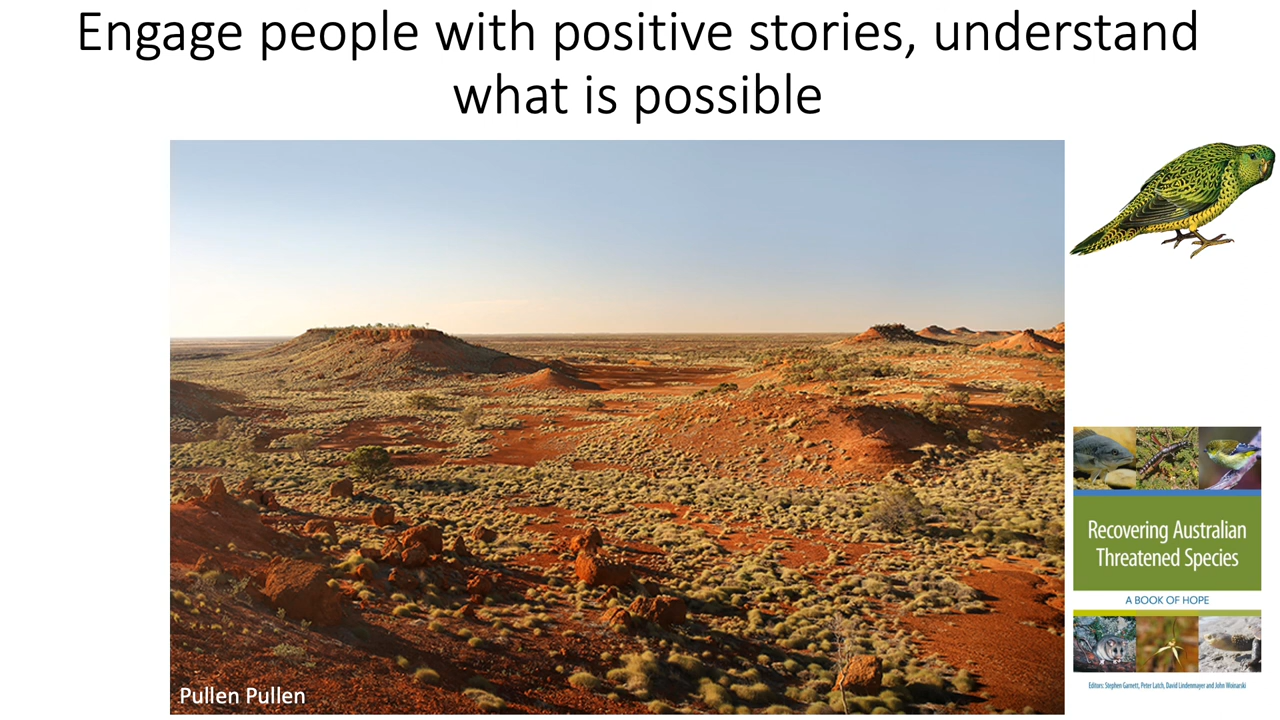 Engage people with positive stories, understand
what is possible
Pullen Pullen
Recovering Australian
Threatened Species
A BOOK OF HOPE
Editors: Stephen Garnett, Peter Latch, David Lindenmayer and John Woinarski